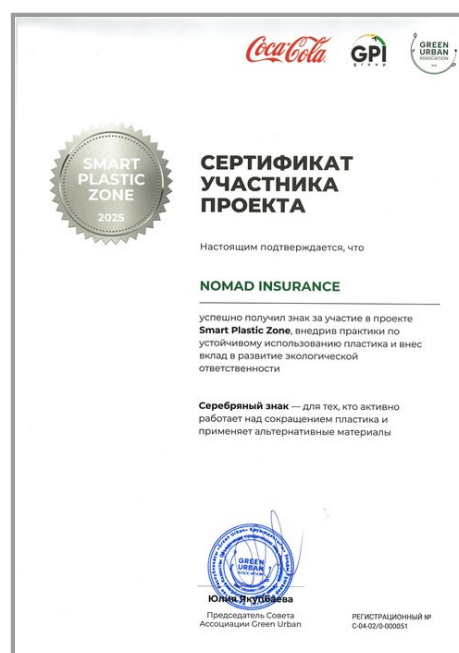 Coca-Cola
GPI
group
GREEN
URBAN
ASSOCIATION
SMART
PLASTIC
ZONE
2025
СЕРТИФИКАТ
УЧАСТНИКА
ПРОЕКТА
Настоящим подтверждается, что
NOMAD INSURANCE
успешно получил знак за участие в проекте
Smart Plastic Zone, внедрив практики по
устойчивому использованию пластика и внес
вклад в развитие экологической
ответственности
Серебряный знак — для тех, кто активно
работает над сокращением пластика и
применяет альтернативные материалы
GREEN
URBAN
ASSOCIATION
Юлия Якупбаева
Председатель Совета
Ассоциации Green Urban
РЕГИСТРАЦИОННЫЙ №
С-04-02/0-000051